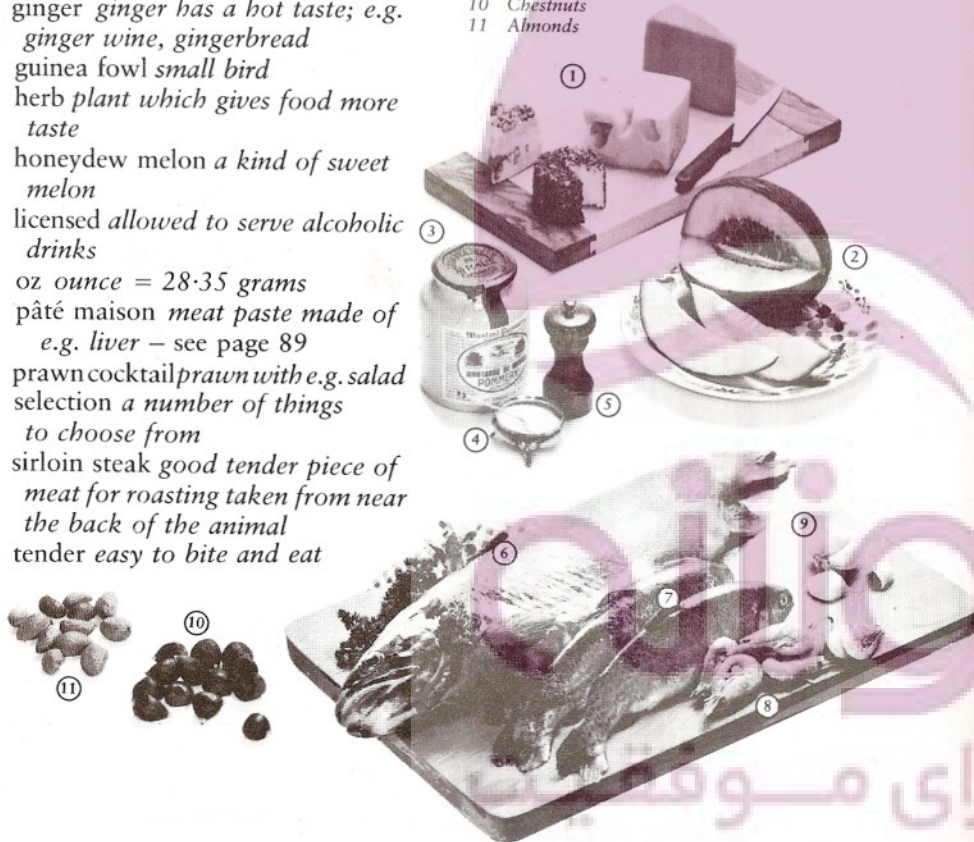 ginger ginger has a hot taste; e.g.
ginger wine, gingerbread
guinea fowl small bird
herb plant which gives food more
taste
honeydew melon a kind of sweet
melon
licensed allowed to serve alcoholic
drinks
oz ounce = 28·35 grams
pâté maison meat paste made of
e.g. liver – see page 89
prawn cocktail prawn with e.g. salad
selection a number of things
to choose from
sirloin steak good tender piece of
meat for roasting taken from near
the back of the animal
tender easy to bite and eat
10 Chestnuts
11 Almonds
1
2
3
POMMERY
4
5
6
7
8
9
10
11
موفقیت